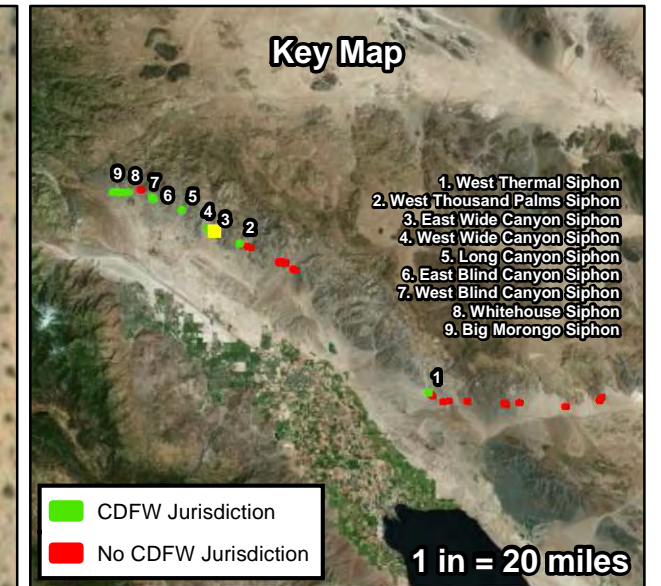 Key Map
9 8 7
6 5
4 3 2
1. West Thermal Siphon
2. West Thousand Palms Siphon
3. East Wide Canyon Siphon
4. West Wide Canyon Siphon
5. Long Canyon Siphon
6. East Blind Canyon Siphon
7. West Blind Canyon Siphon
8. Whitehouse Siphon
9. Big Morongo Siphon
1
CDFW Jurisdiction
No CDFW Jurisdiction
1 in = 20 miles